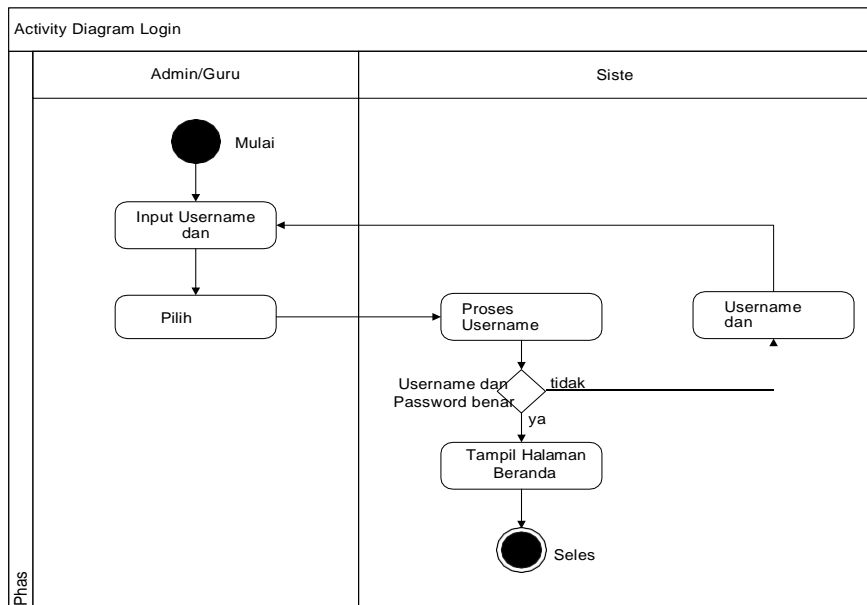 Activity Diagram Login
Admin/Guru
Siste
Mulai
Input Username
dan
Pilih
Proses
Username
Username
dan
Username dan
Password benar
tidak
ya
Tampil Halaman
Beranda
Seles
Phas